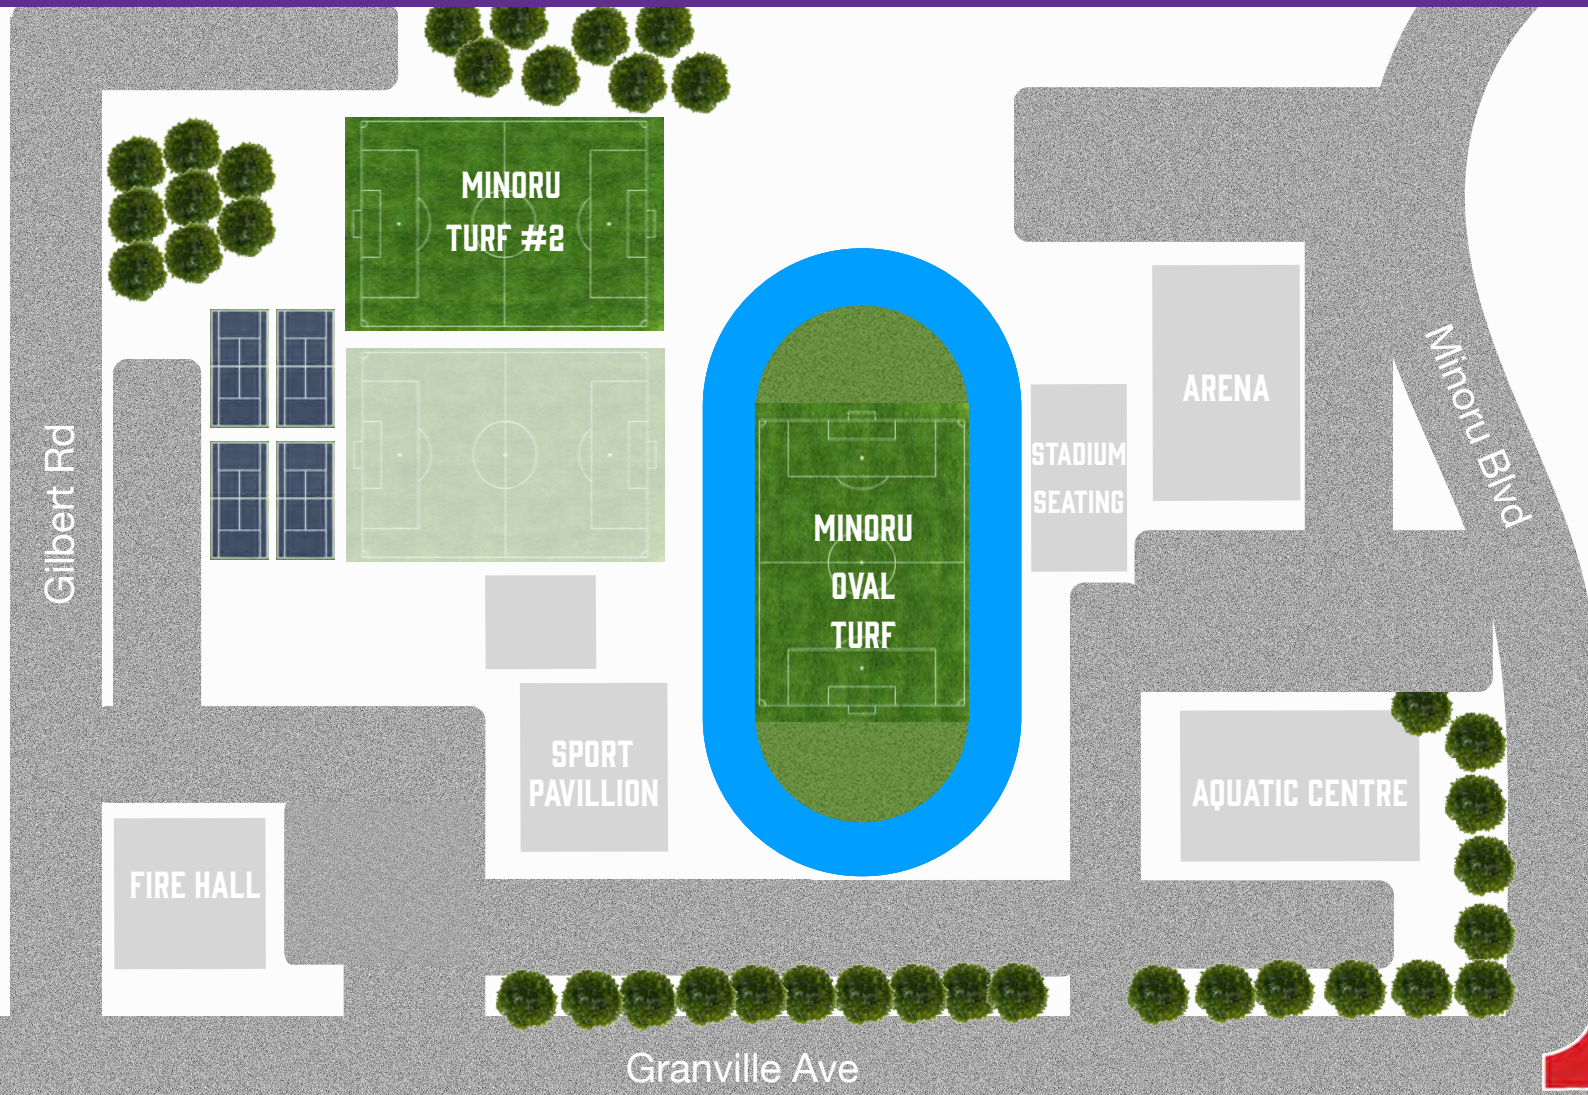 MINORU
TURF #2
ARENA
Minoru Blvd
STADIUM
SEATING
Gilbert Rd
MINORU
OVAL
TURF
SPORT
PAVILLION
AQUATIC CENTRE
FIRE HALL
Granville Ave